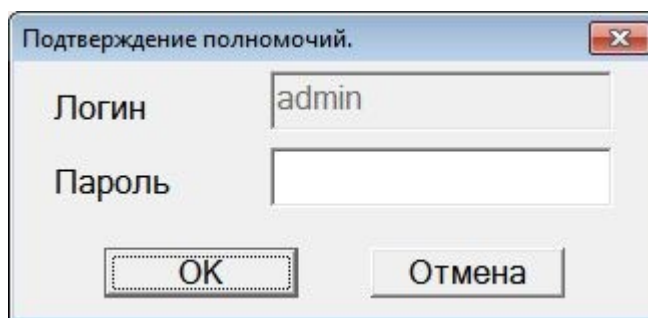 Подтверждение полномочий.
Логин admin
Пароль
OK Отмена